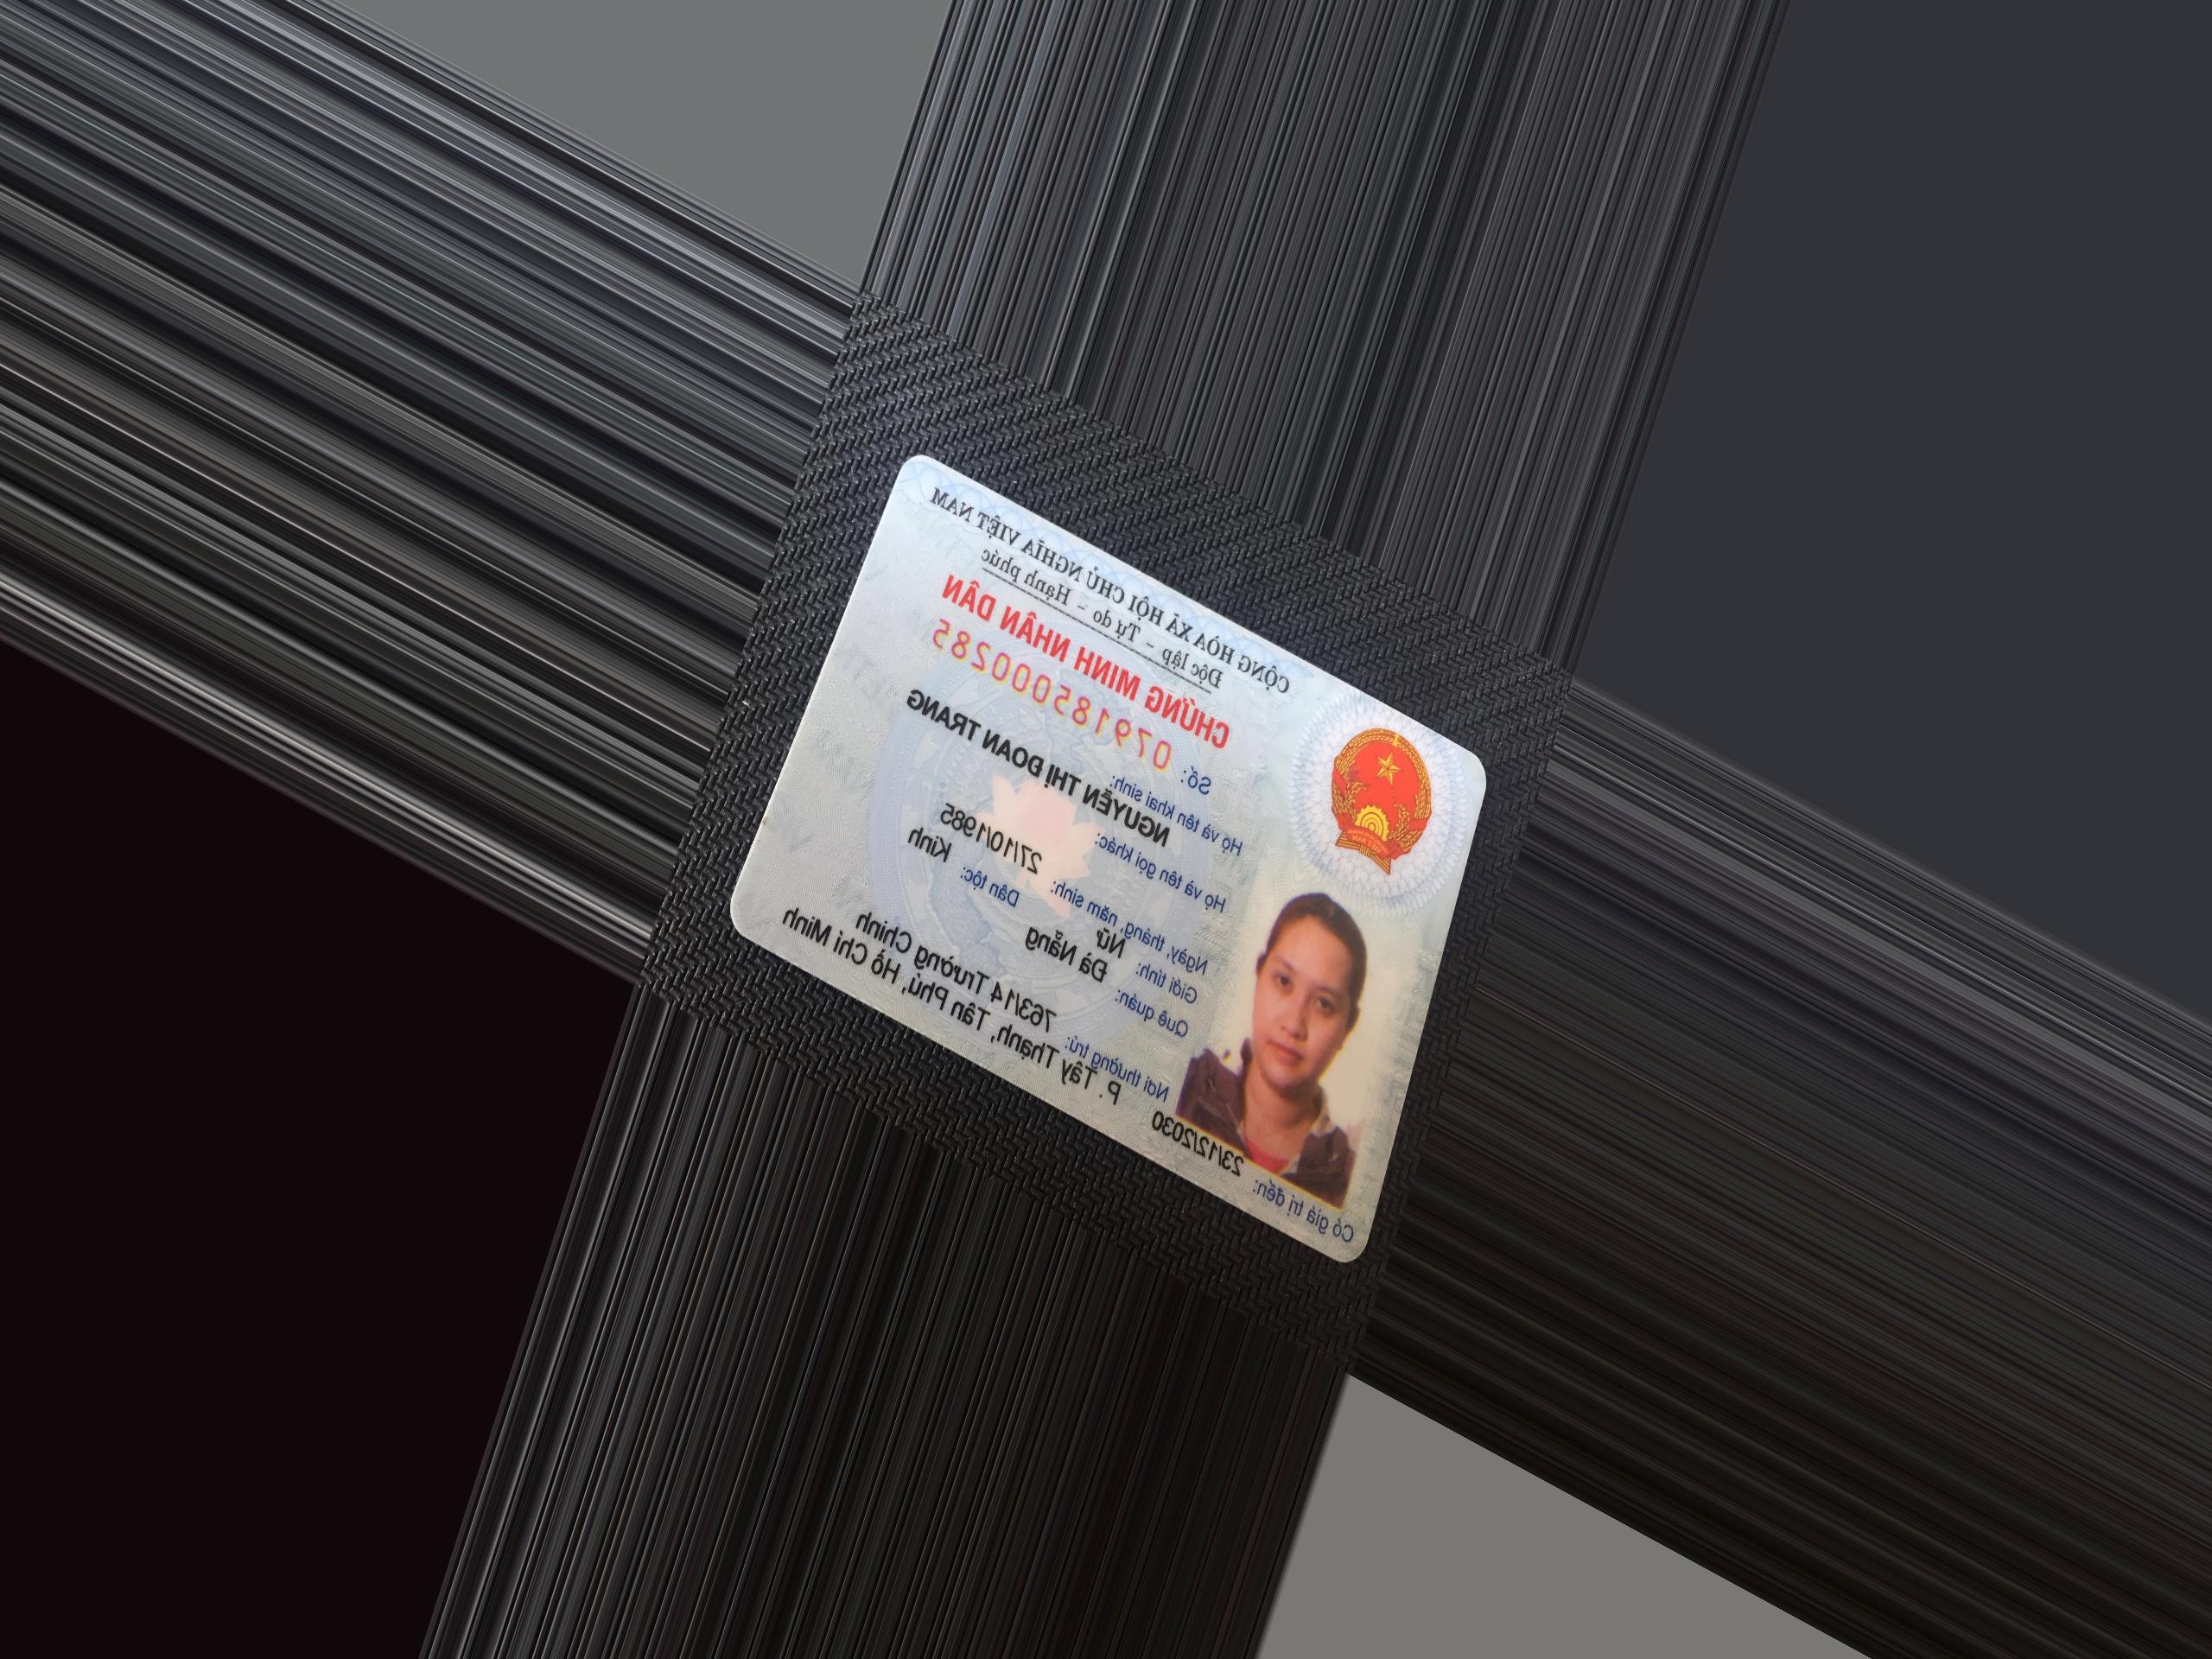 CỘNG HÒA XÃ HỘI CHỦ NGHĨA VIỆT NAM
Độc lập - Tự do - Hạnh phúc
CHỨNG MINH NHÂN DÂN
Số: 079185000285
Họ và tên khai sinh:
NGUYỄN THỊ ĐOAN TRANG
Họ và tên gọi khác:
Ngày, tháng, năm sinh: 27/10/1985
Giới tính: Nữ Dân tộc: Kinh
Quê quán: Đà Nẵng
Nơi thường trú: 763/14 Trường Chinh
P. Tây Thạnh, Tân Phú, Hồ Chí Minh
Có giá trị đến: 23/12/2030